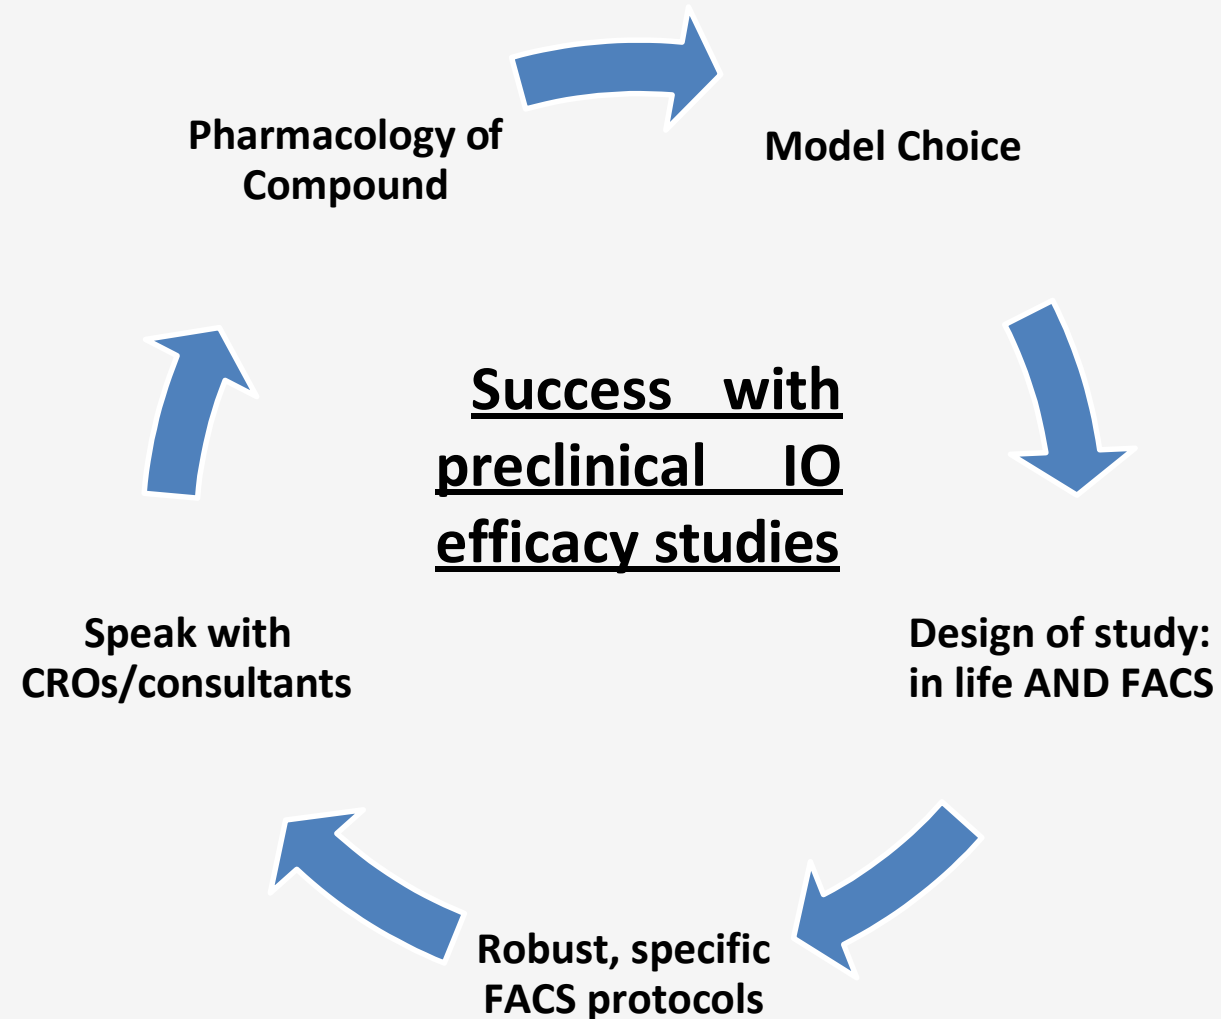 Pharmacology of
Compound
Model Choice
Success with
preclinical IO
efficacy studies
Speak with
CROs/consultants
Design of study:
in life AND FACS
Robust, specific
FACS protocols